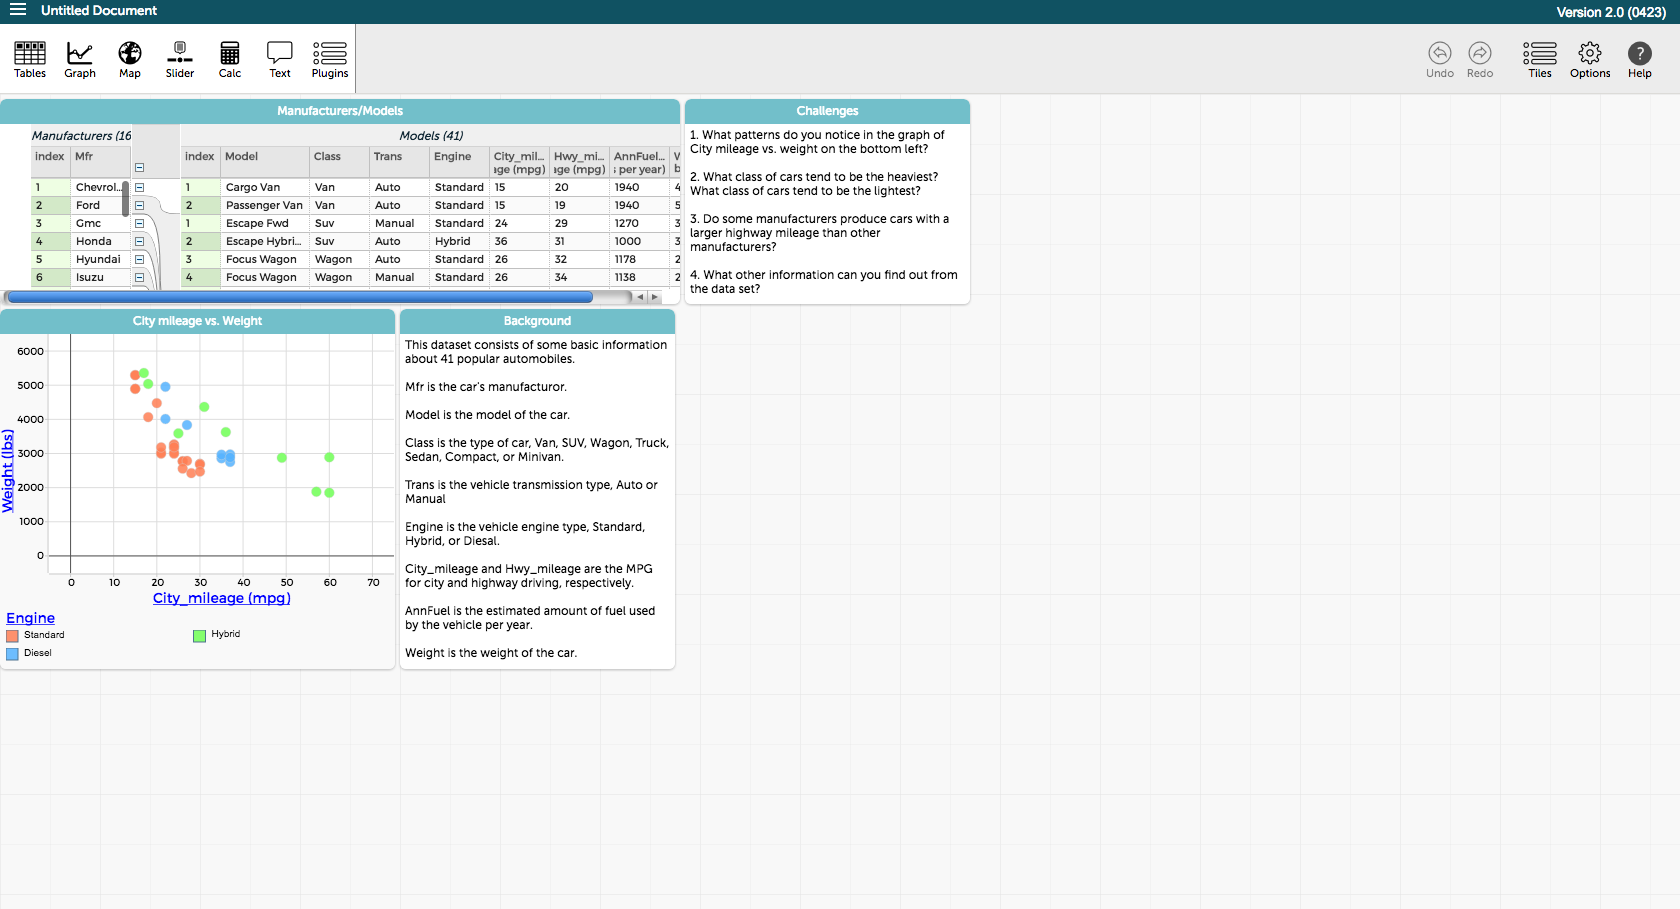 Untitled Document
Version 2.0 (0423)
Tables Graph Map Slider Calc Text Plugins
Undo Redo Tiles Options Help
Manufacturers/Models
Manufacturers (16 Models (41)
index Mfr index Model Class Trans Engine City_mil... Hwy_mi... AnnFuel...
age (mpg) age (mpg) s per year)
1 Chevrol... 1 Cargo Van Van Auto Standard 15 20 1940 4
2 Ford 2 Passenger Van Van Auto Standard 15 19 1940 5
3 Gmc 1 Escape Fwd Suv Manual Standard 24 29 1270 3
4 Honda 2 Escape Hybri... Suv Auto Hybrid 36 31 1000 3
5 Hyundai 3 Focus Wagon Wagon Auto Standard 26 32 1178 2
6 Isuzu 4 Focus Wagon Wagon Manual Standard 26 34 1138 2
Challenges
1. What patterns do you notice in the graph of
City mileage vs. weight on the bottom left?
2. What class of cars tend to be the heaviest?
What class of cars tend to be the lightest?
3. Do some manufacturers produce cars with a
larger highway mileage than other
manufacturers?
4. What other information can you find out from
the data set?
City mileage vs. Weight
6000
5000
4000
3000
2000
1000
0
Weight (lbs)
0 10 20 30 40 50 60 70
City_mileage (mpg)
Engine
Standard Hybrid
Diesel
Background
This dataset consists of some basic information
about 41 popular automobiles.
Mfr is the car's manufacturor.
Model is the model of the car.
Class is the type of car, Van, SUV, Wagon, Truck,
Sedan, Compact, or Minivan.
Trans is the vehicle transmission type, Auto or
Manual
Engine is the vehicle engine type, Standard,
Hybrid, or Diesal.
City_mileage and Hwy_mileage are the MPG
for city and highway driving, respectively.
AnnFuel is the estimated amount of fuel used
by the vehicle per year.
Weight is the weight of the car.